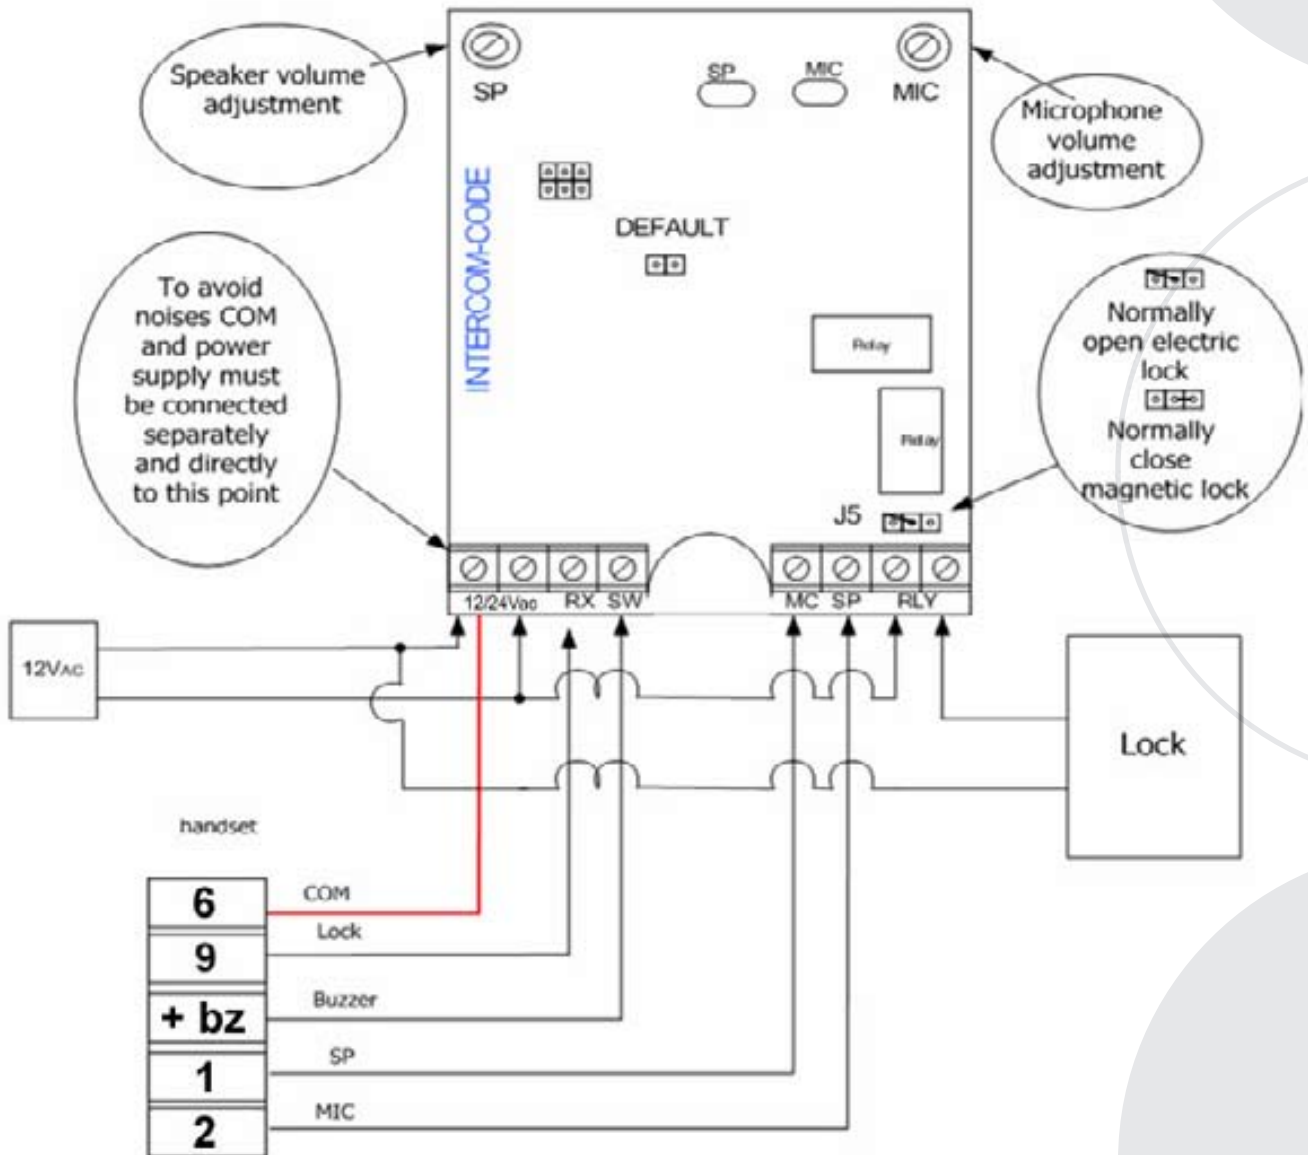 Speaker volume
adjustment
SP
SP
MIC
MIC
Microphone
volume
adjustment
INTERCOM-CODE
DEFAULT
To avoid
noises COM
and power
supply must
be connected
separately
and directly
to this point
Relay
Relay
J5
Normally
open electric
lock
Normally
close
magnetic lock
12/24VDC RX SW MC SP RLY
12VAC
Lock
handset
6 COM
9 Lock
+ bz Buzzer
1 SP
2 MIC